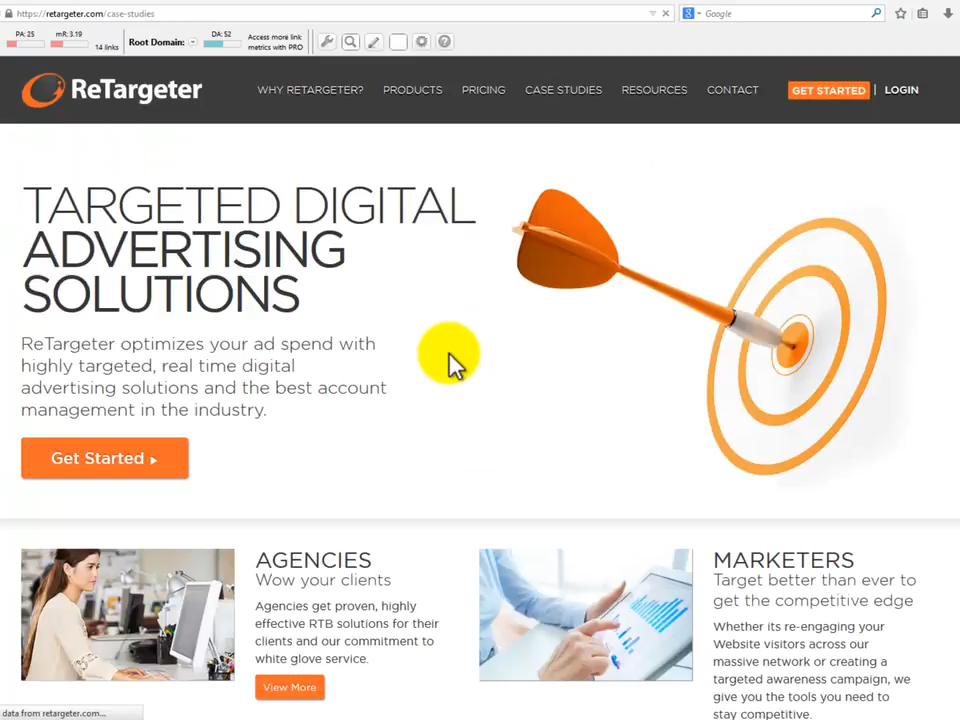 https://retargeter.com/case-studies
Google
PA: 25
mR: 3.19
14 links
Root Domain:
DA: 52
Access more link
metrics with PRO
ReTargeter
WHY RETARGETER?
PRODUCTS
PRICING
CASE STUDIES
RESOURCES
CONTACT
GET STARTED
|
LOGIN
TARGETED DIGITAL
ADVERTISING
SOLUTIONS
ReTargeter optimizes your ad spend with
highly targeted, real time digital
advertising solutions and the best account
management in the industry.
Get Started
AGENCIES
Wow your clients
Agencies get proven, highly
effective RTB solutions for their
clients and our commitment to
white glove service.
View More
MARKETERS
Target better than ever to
get the competitive edge
Whether its re-engaging your
Website visitors across our
massive network or creating a
targeted awareness campaign, we
give you the tools you need to
stay competitive.
data from retargeter.com...